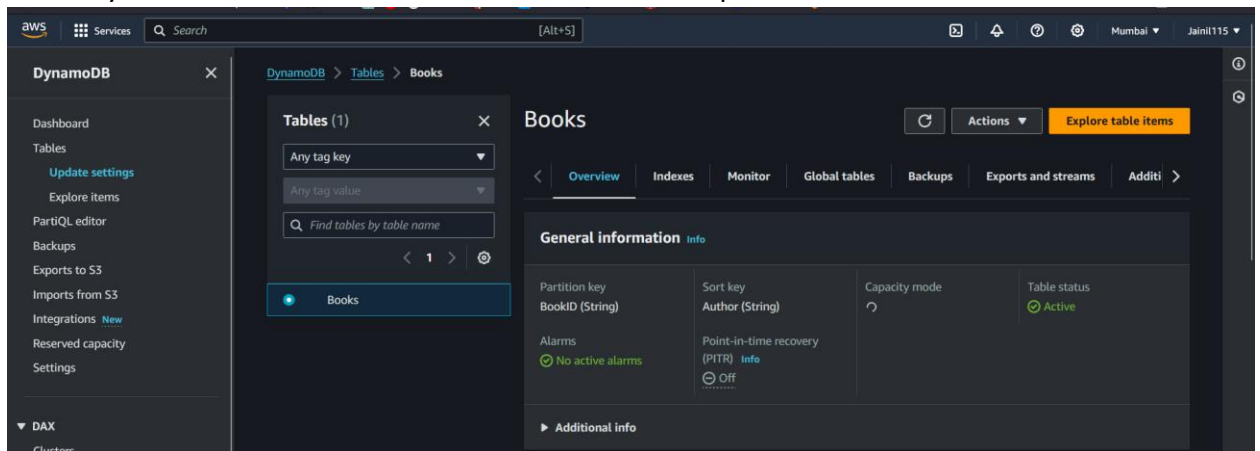 aws
Services
Search
[Alt+S]
Mumbai
Jainil115
DynamoDB
Dashboard
Tables
Update settings
Explore items
PartiQL editor
Backups
Exports to S3
Imports from S3
Integrations New
Reserved capacity
Settings
DAX
Clusters
DynamoDB > Tables > Books
Tables (1)
Any tag key
Any tag value
Find tables by table name
< 1 >
Books
Books
Actions
Explore table items
Overview Indexes Monitor Global tables Backups Exports and streams Additi
General information Info
Partition key
BookID (String)
Sort key
Author (String)
Capacity mode
Table status
Active
Alarms
No active alarms
Point-in-time recovery
(PITR) Info
Off
Additional info